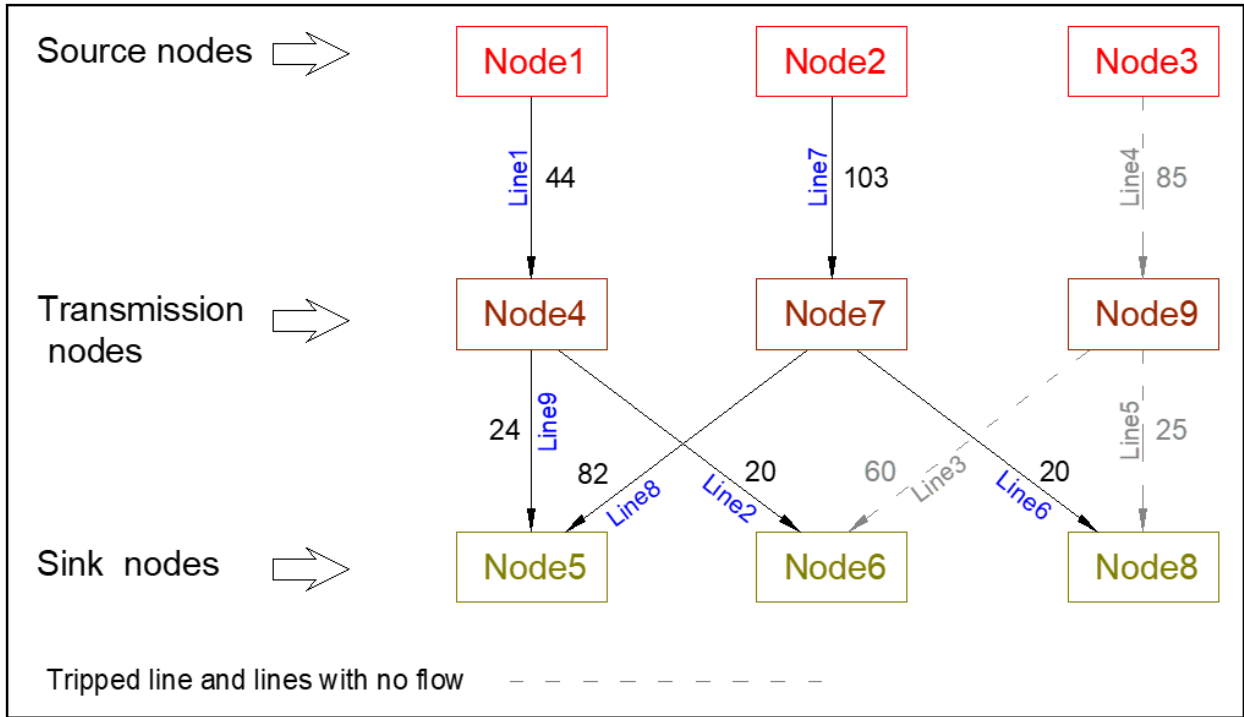 Source nodes
Node1
Node2
Node3
Line1
44
Line7
103
Line4
85
Transmission
nodes
Node4
Node7
Node9
24
Line9
82
Line8
20
Line2
60
Line3
20
Line6
Line5
25
Sink nodes
Node5
Node6
Node8
Tripped line and lines with no flow